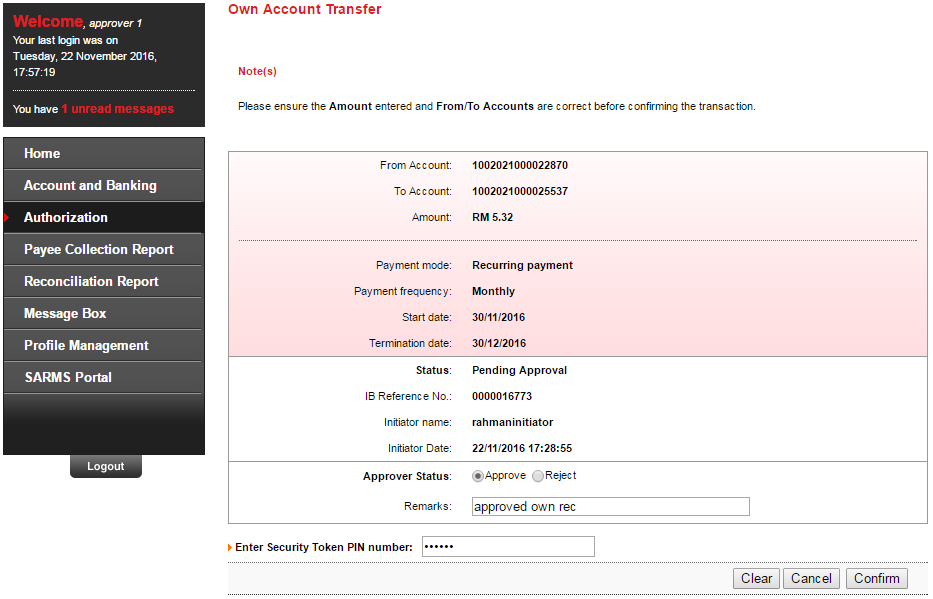 Welcome, approver 1
Your last login was on
Tuesday, 22 November 2016,
17:57:19
You have 1 unread messages
Home
Account and Banking
Authorization
Payee Collection Report
Reconciliation Report
Message Box
Profile Management
SARMS Portal
Logout
Own Account Transfer
Note(s)
Please ensure the Amount entered and From/To Accounts are correct before confirming the transaction.
From Account: 1002021000022870
To Account: 1002021000025537
Amount: RM 5.32
Payment mode: Recurring payment
Payment frequency: Monthly
Start date: 30/11/2016
Termination date: 30/12/2016
Status: Pending Approval
IB Reference No.: 0000016773
Initiator name: rahmaninitiator
Initiator Date: 22/11/2016 17:28:55
Approver Status: Approve Reject
Remarks: approved own rec
Enter Security Token PIN number: ••••••
Clear Cancel Confirm